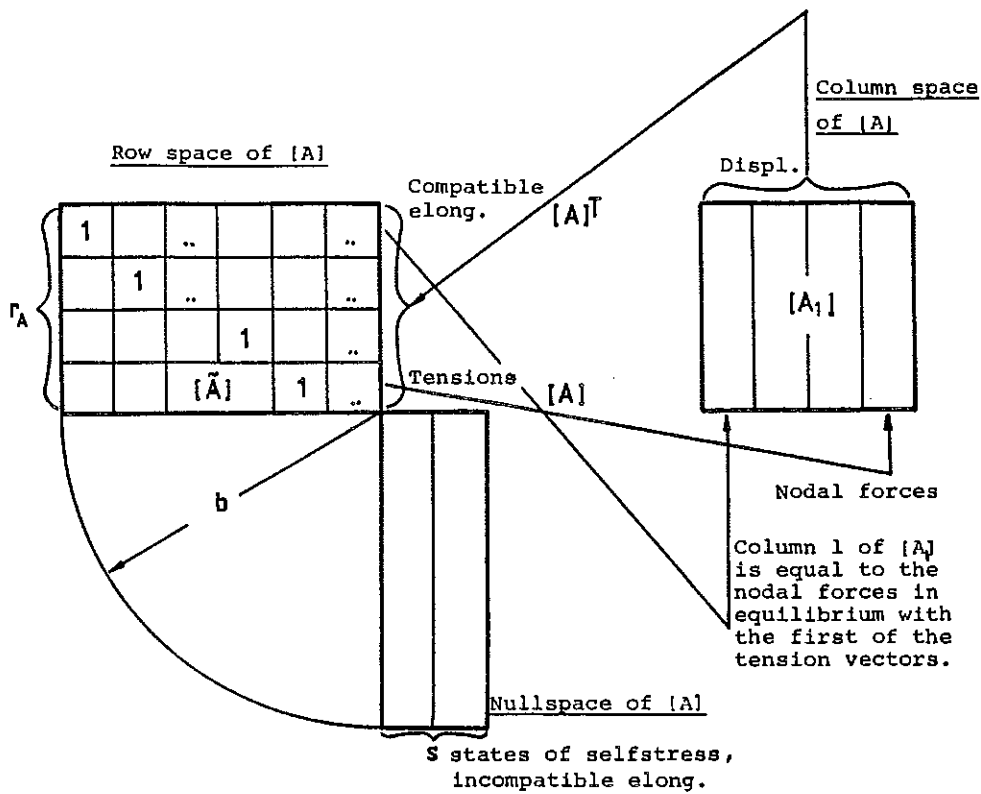 Column space
of [A]
Row space of [A]
Displ.
Compatible
elong.
[A]ᵀ
1 .. ..
1 .. ..
[A₁]
rA
1 ..
[Ã] 1 ..
Tensions
[A]
b
Nodal forces
Column 1 of [A₁]
is equal to the
nodal forces in
equilibrium with
the first of the
tension vectors.
Nullspace of [A]
S states of selfstress,
incompatible elong.